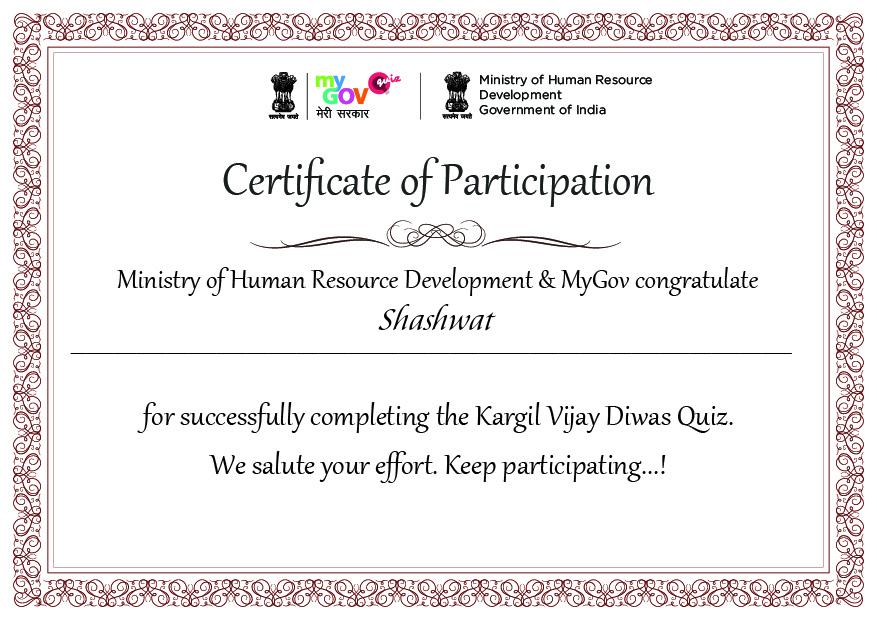 my
GOV quiz
मेरी सरकार
सत्यमेव जयते
सत्यमेव जयते
Ministry of Human Resource
Development
Government of India
Certificate of Participation
Ministry of Human Resource Development & MyGov congratulate
Shashwat
for successfully completing the Kargil Vijay Diwas Quiz.
We salute your effort. Keep participating...!